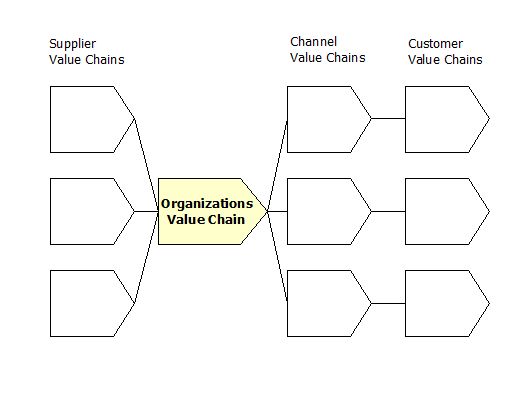 Supplier
Value Chains
Channel
Value Chains
Customer
Value Chains
Organizations
Value Chain